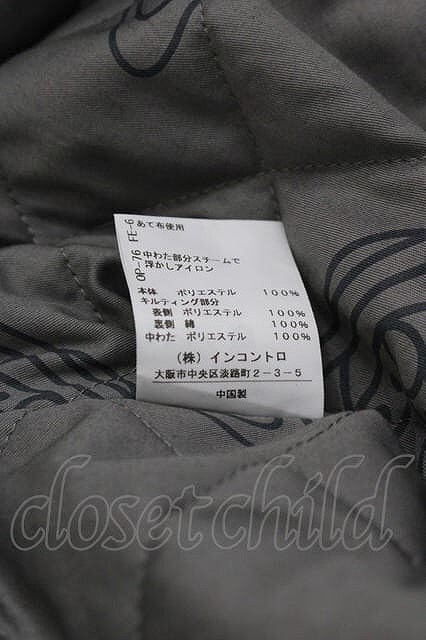 FE-6
OP-76
あて布使用
中わた部分スチームで
浮かしアイロン
本体 ポリエステル 100%
キルティング部分
表側 ポリエステル 100%
裏側 綿 100%
中わた ポリエステル 100%
(株) インコントロ
大阪市中央区淡路町2-3-5
中国製
closetchild